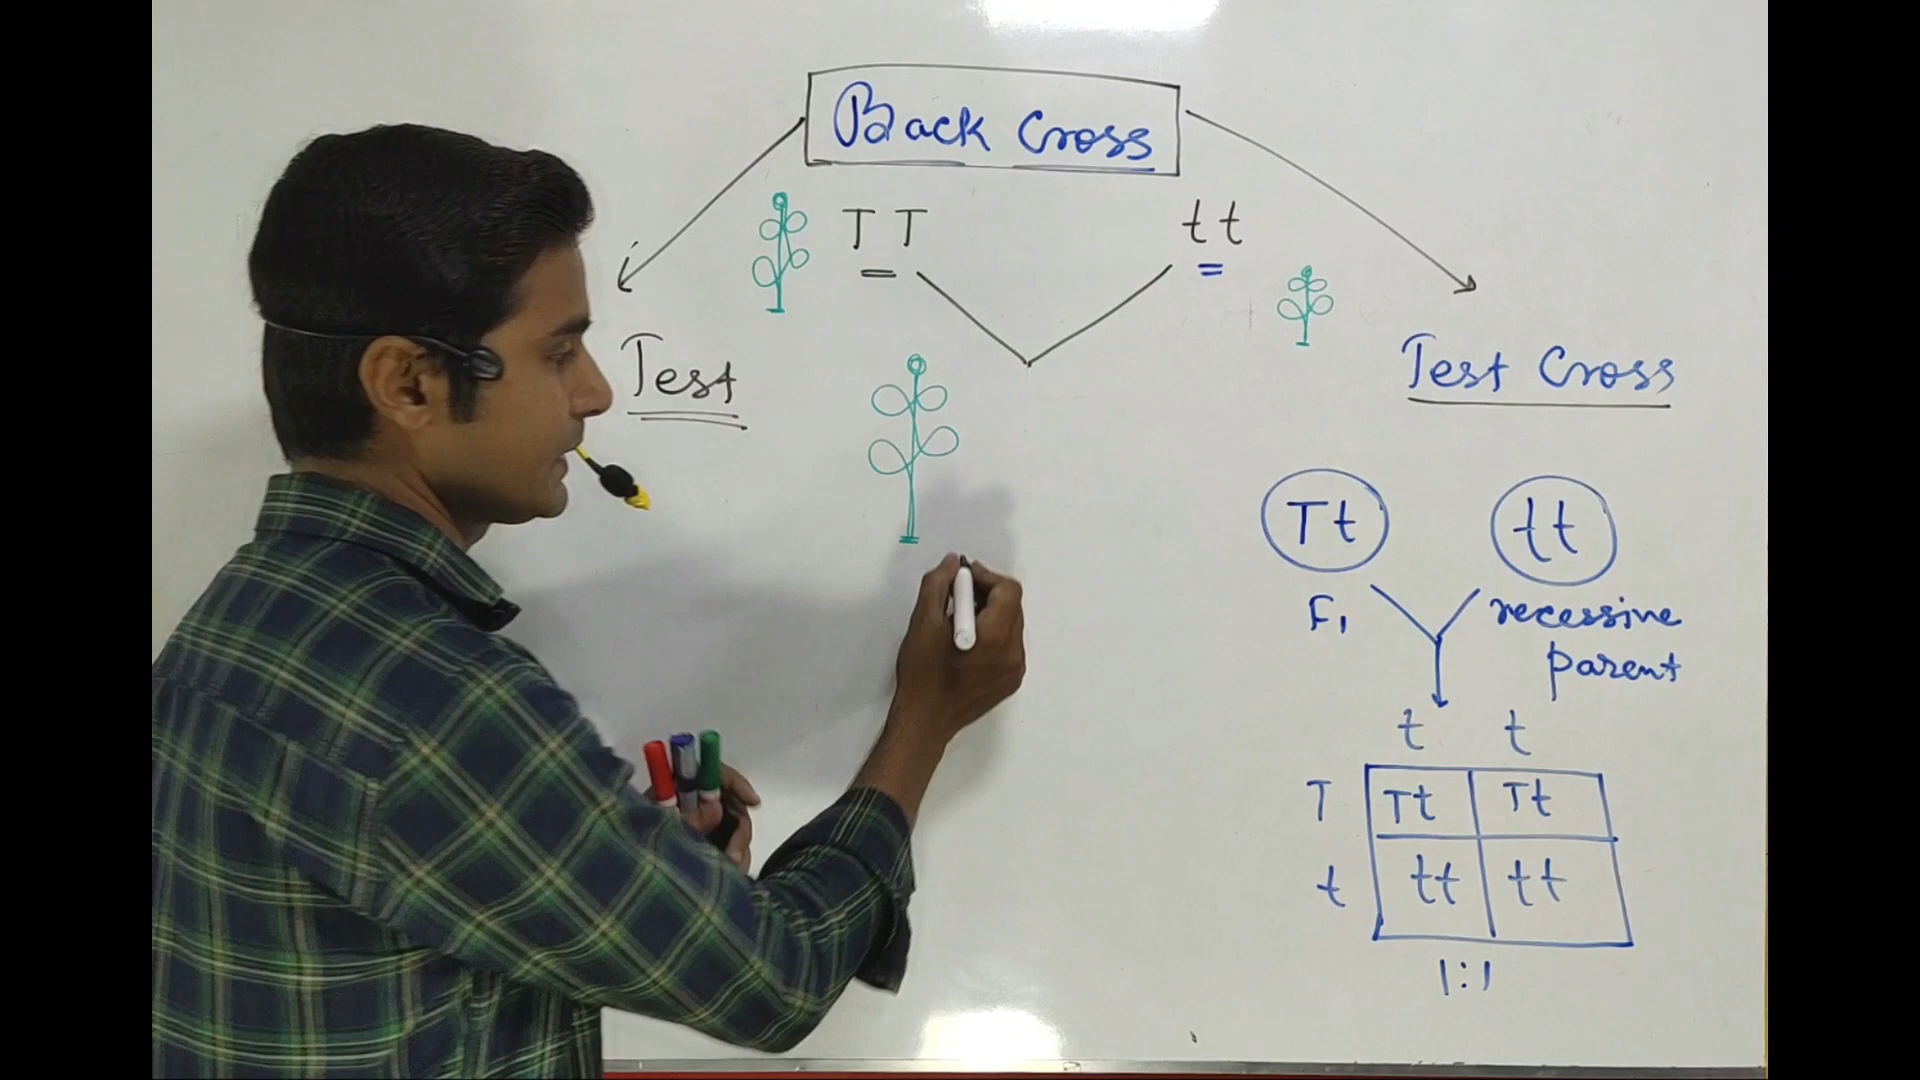 Back Cross
TT tt
Test
Test Cross
Tt tt
F1 recessive
parent
t t
T Tt Tt
t tt tt
1:1